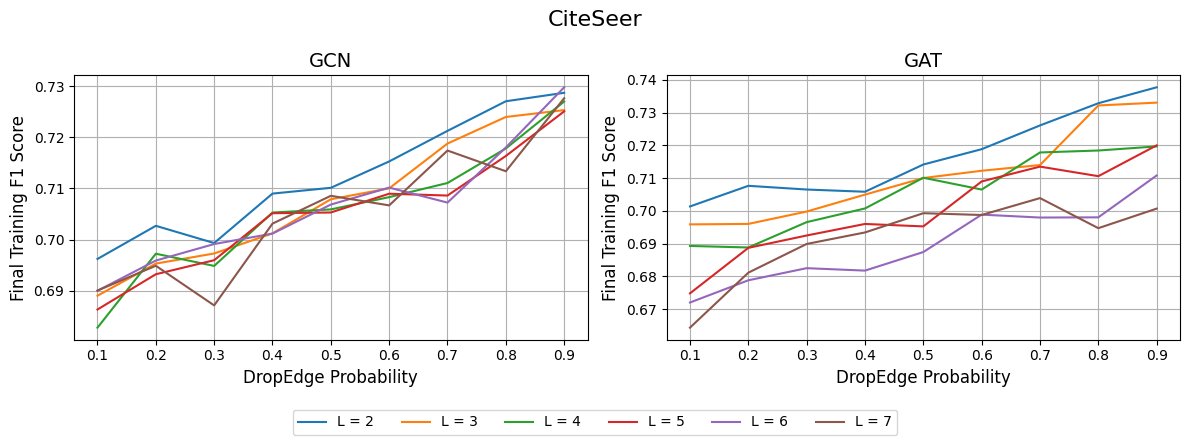 CiteSeer
GCN
Final Training F1 Score
0.73
0.72
0.71
0.70
0.69
0.1 0.2 0.3 0.4 0.5 0.6 0.7 0.8 0.9
DropEdge Probability
GAT
Final Training F1 Score
0.74
0.73
0.72
0.71
0.70
0.69
0.68
0.67
0.1 0.2 0.3 0.4 0.5 0.6 0.7 0.8 0.9
DropEdge Probability
L = 2 L = 3 L = 4 L = 5 L = 6 L = 7